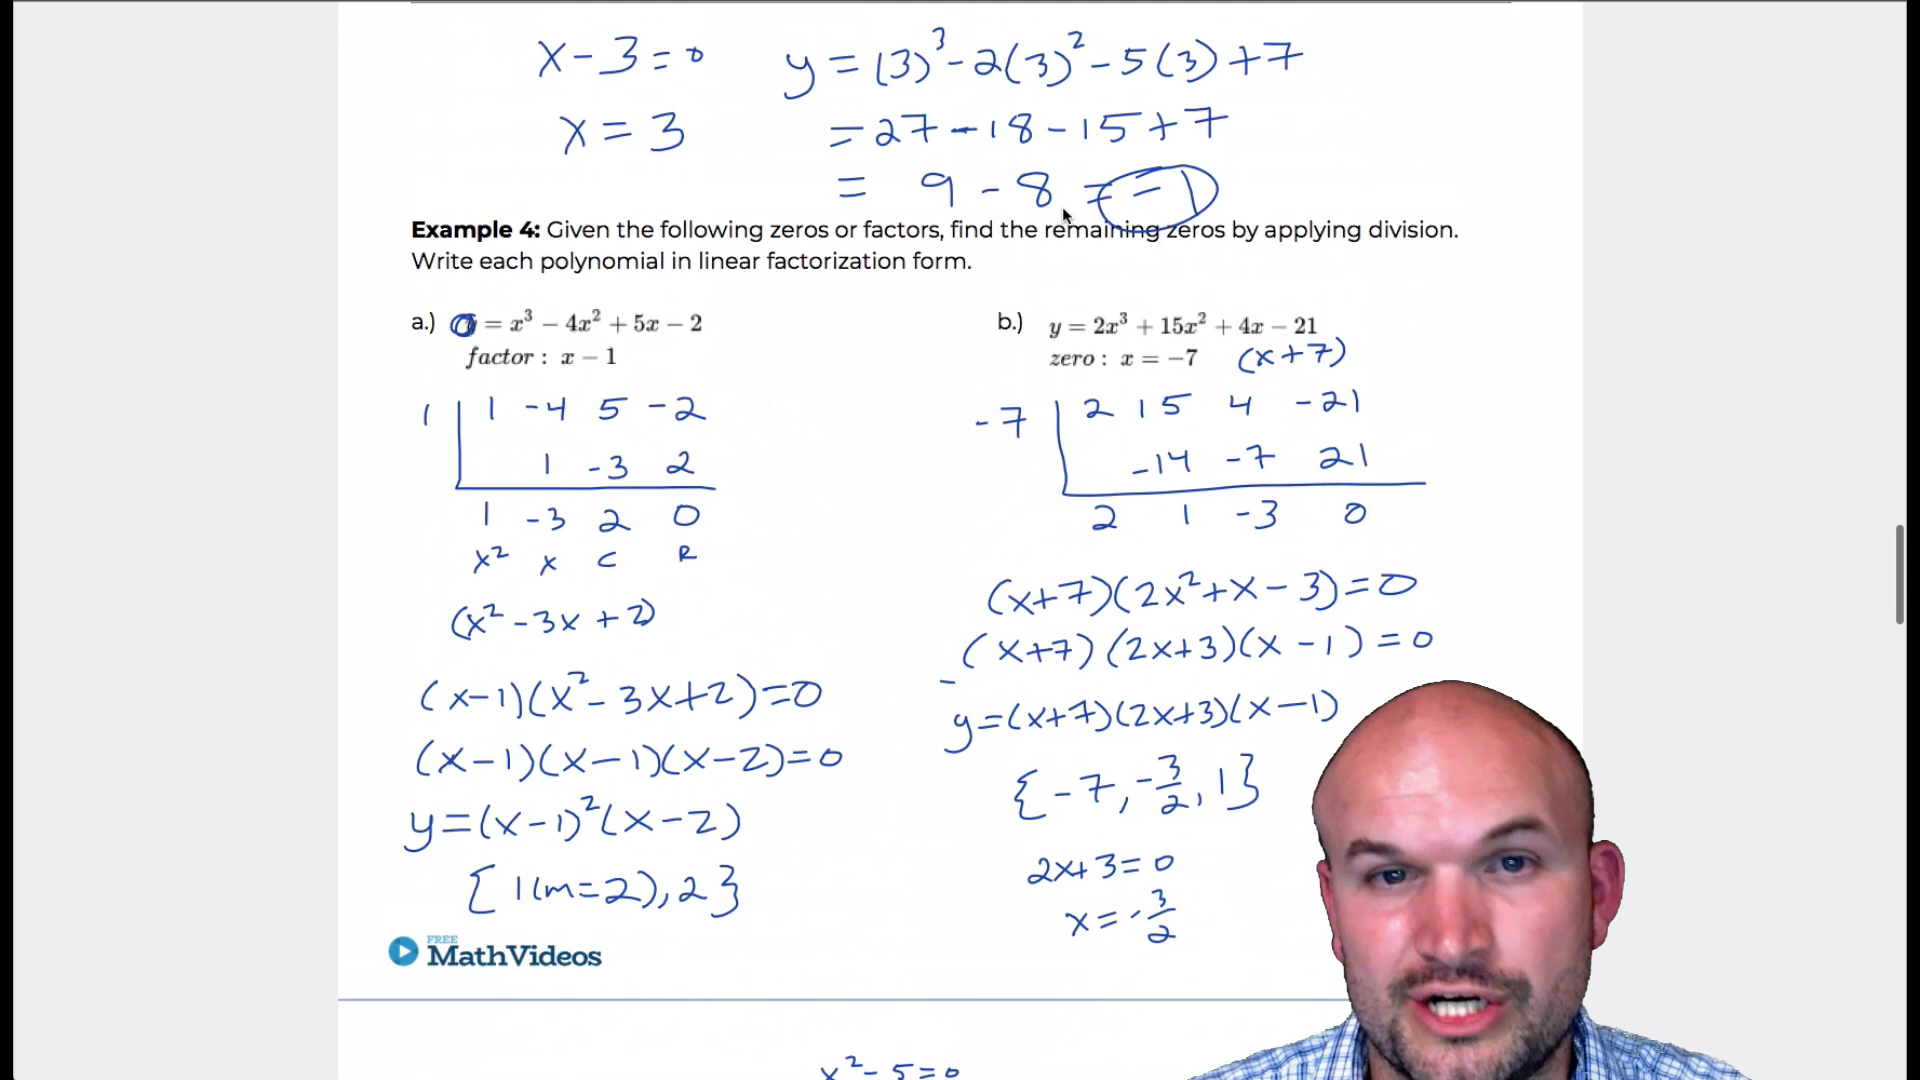 x - 3 = 0
x = 3
y = (3)³ - 2(3)² - 5(3) + 7
= 27 - 18 - 15 + 7
= 9 - 8 = = 1
Example 4: Given the following zeros or factors, find the remaining zeros by applying division.
Write each polynomial in linear factorization form.
a.) 0 = x³ − 4x² + 5x − 2
factor : x − 1
1 | 1 -4 5 -2
1 -3 2
1 -3 2 0
x² x c R
(x² - 3x + 2)
(x-1)(x² - 3x + 2) = 0
(x-1)(x-1)(x-2) = 0
y = (x-1)²(x-2)
{ 1(m=2), 2 }
FREE
MathVideos
b.) y = 2x³ + 15x² + 4x − 21
zero : x = −7 (x+7)
-7 | 2 15 4 -21
-14 -7 21
2 1 -3 0
(x+7)(2x² + x - 3) = 0
(x+7)(2x+3)(x-1) = 0
y = (x+7)(2x+3)(x-1)
{ -7, -3/2, 1 }
2x + 3 = 0
x = -3/2
x² - 5 = 0